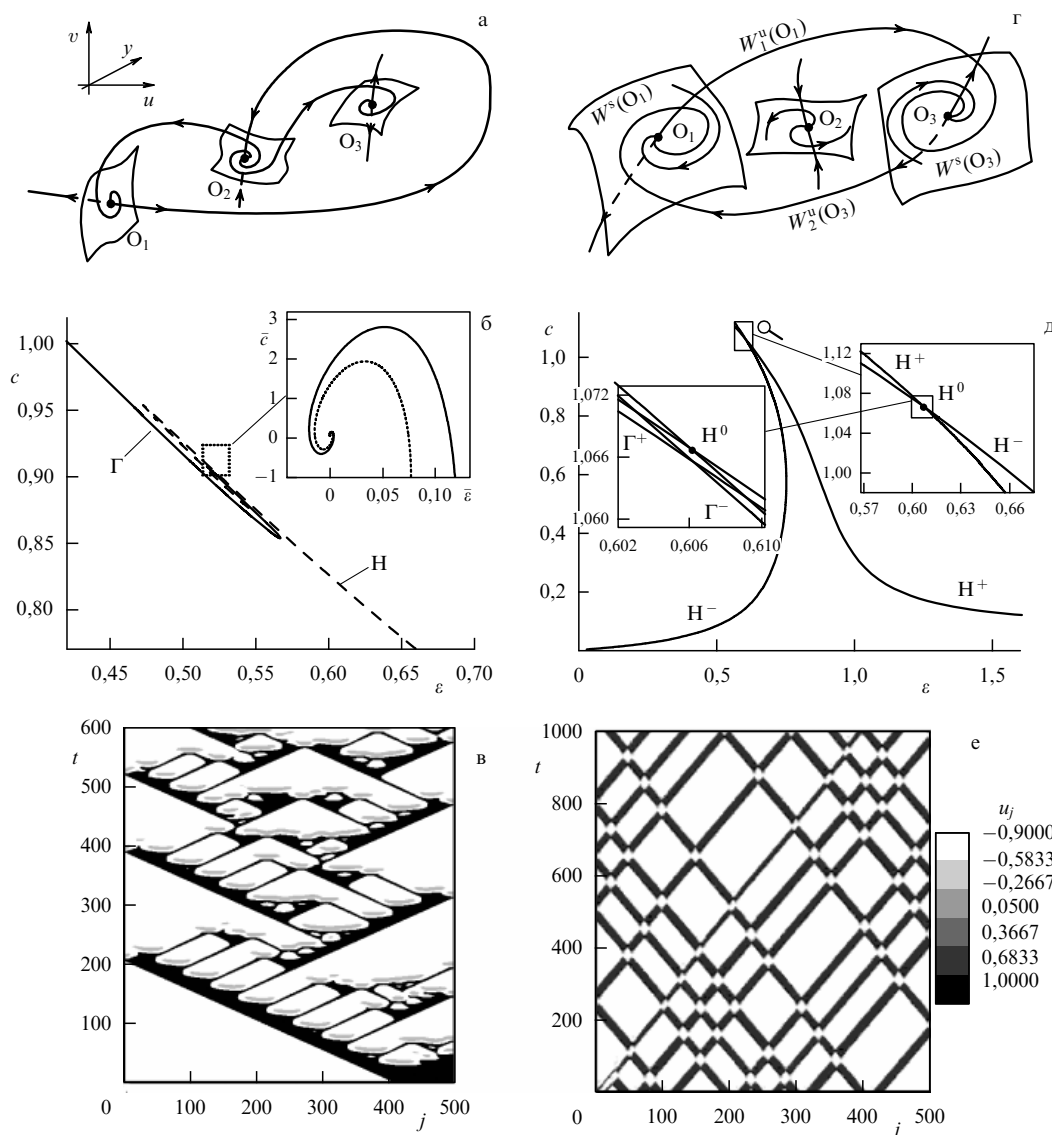 а
v
y
u
O₁
O₂
O₃
г
Wˢ(O₁)
W₁ᵘ(O₁)
O₁
O₂
O₃
Wˢ(O₃)
W₂ᵘ(O₃)
б
1,00
c
0,95
0,90
0,85
0,80
0,45 0,50 0,55 0,60 0,65 0,70
ε
Γ
H
3
c̄
2
1
0
−1
0 0,05 0,10 ε̄
д
c
1,0
0,8
0,6
0,4
0,2
0 0,5 1,0 1,5
ε
H⁻
H⁺
1,072
1,066
1,060
0,602 0,606 0,610
Γ⁺
H⁰
Γ⁻
1,12
1,08
1,04
1,00
0,57 0,60 0,63 0,66
H⁺
H⁰
H⁻
в
600
t
500
400
300
200
100
0 100 200 300 400 500
j
е
1000
t
800
600
400
200
0 100 200 300 400 500
j
u_j
−0,9000
−0,5833
−0,2667
0,0500
0,3667
0,6833
1,0000